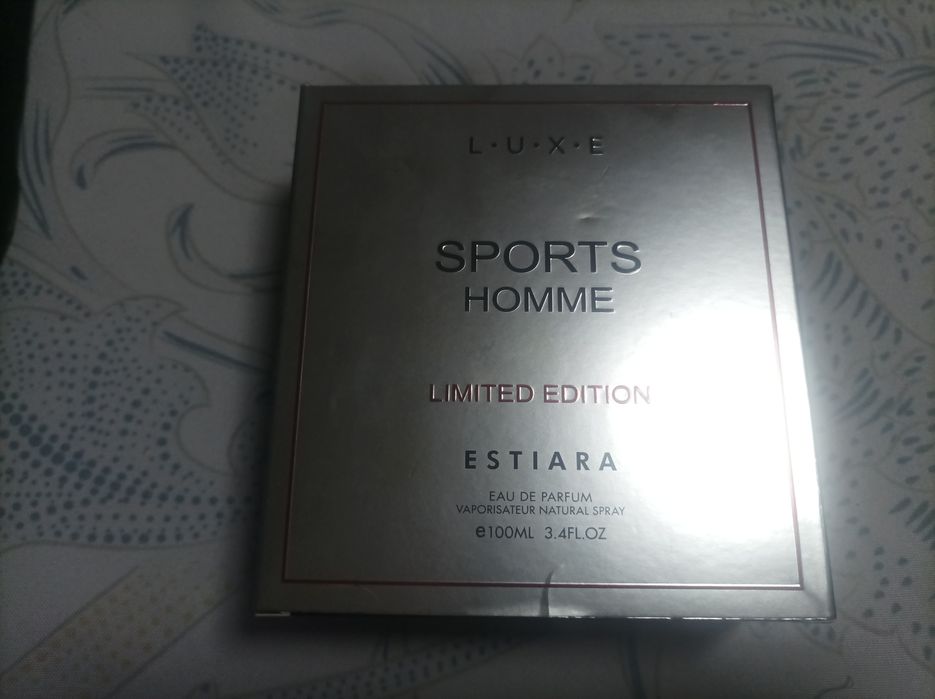 L·U·X·E
SPORTS
HOMME
LIMITED EDITION
ESTIARA
EAU DE PARFUM
VAPORISATEUR NATURAL SPRAY
℮100ML 3.4FL.OZ